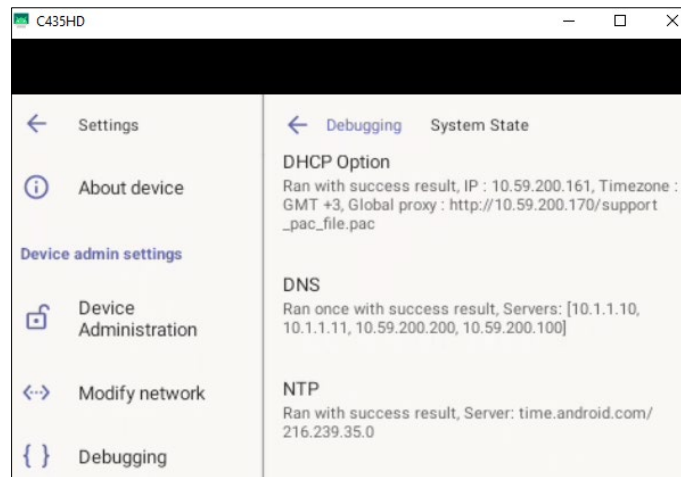 C435HD
Settings
About device
Device admin settings
Device
Administration
Modify network
{ } Debugging
Debugging System State
DHCP Option
Ran with success result, IP : 10.59.200.161, Timezone :
GMT +3, Global proxy : http://10.59.200.170/support
_pac_file.pac
DNS
Ran once with success result, Servers: [10.1.1.10,
10.1.1.11, 10.59.200.200, 10.59.200.100]
NTP
Ran with success result, Server: time.android.com/
216.239.35.0